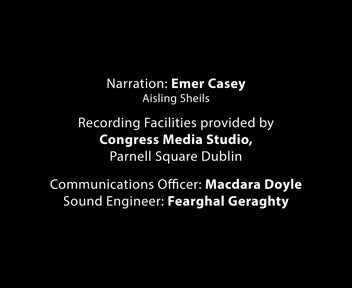 Narration: Emer Casey
Aisling Sheils
Recording Facilities provided by
Congress Media Studio,
Parnell Square Dublin
Communications Officer: Macdara Doyle
Sound Engineer: Fearghal Geraghty